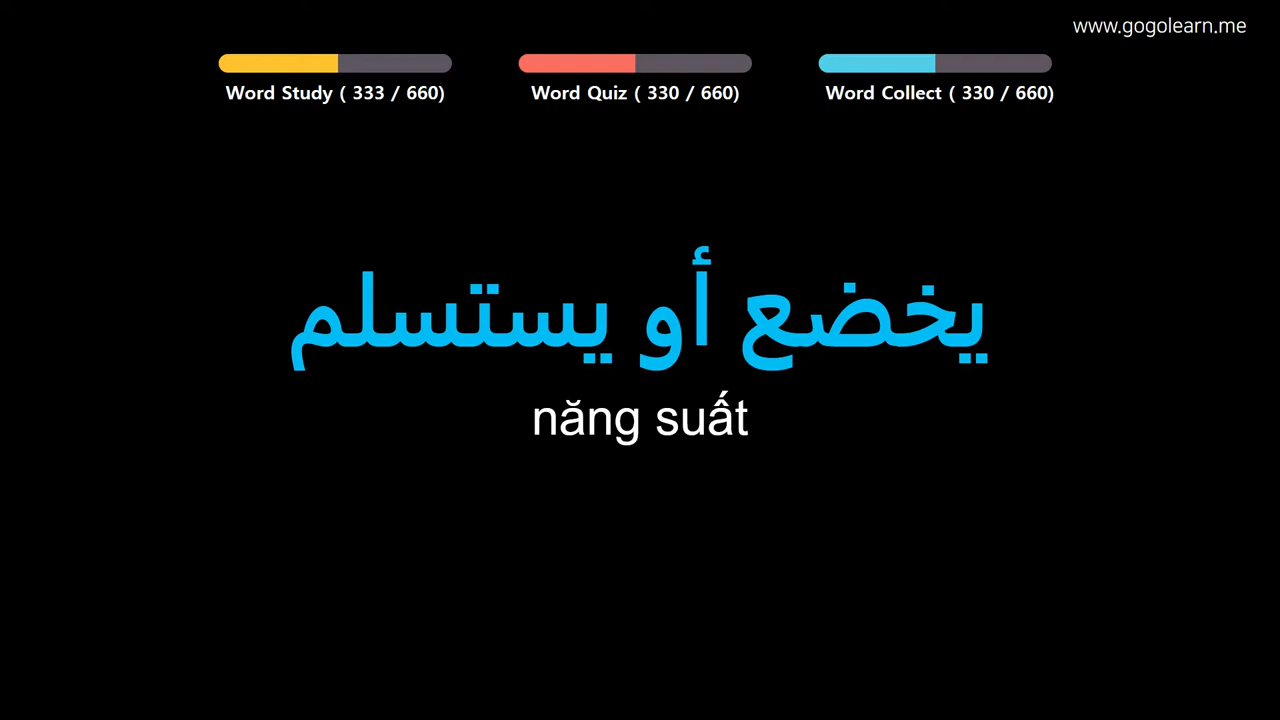 www.gogolearn.me
Word Study ( 333 / 660)
Word Quiz ( 330 / 660)
Word Collect ( 330 / 660)
يخضع أو يستسلم
năng suất